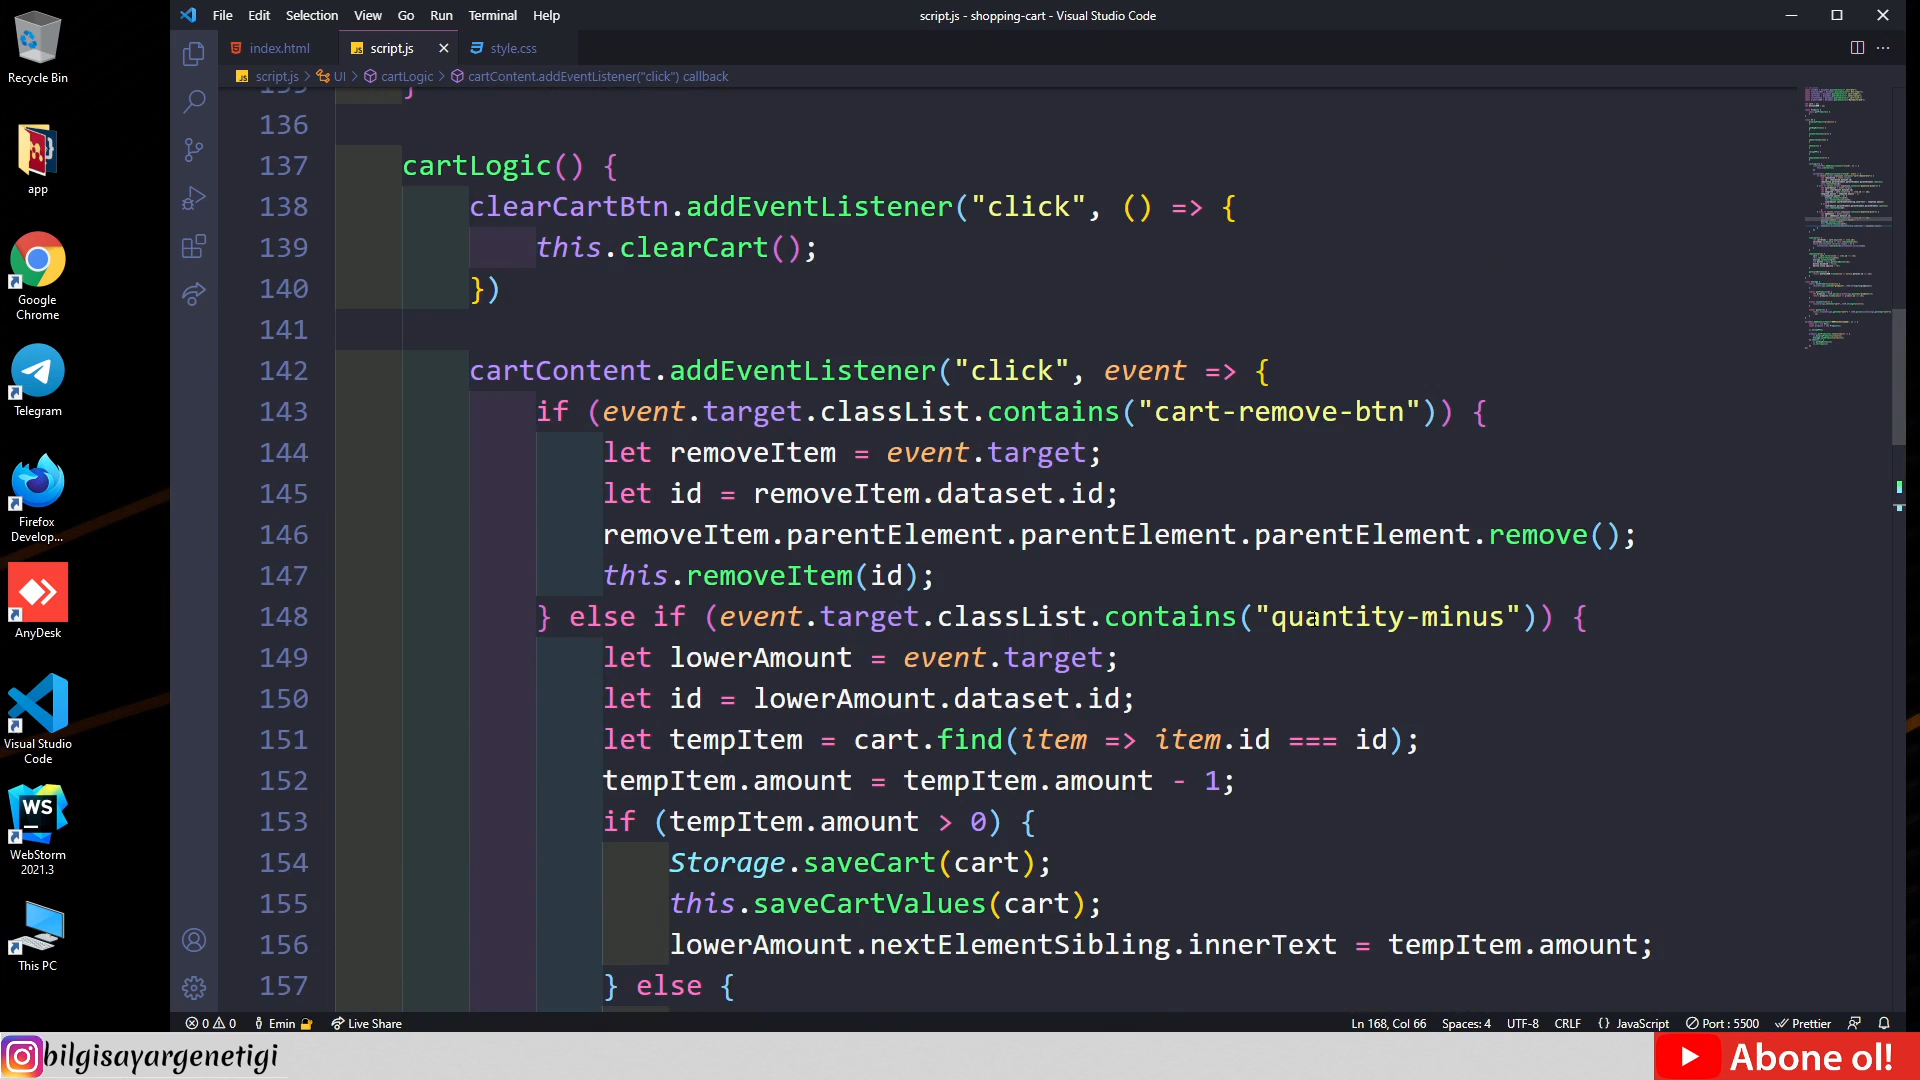 File Edit Selection View Go Run Terminal Help
script.js - shopping-cart - Visual Studio Code
index.html
script.js
style.css
script.js > UI > cartLogic > cartContent.addEventListener("click") callback
Recycle Bin
app
Google Chrome
Telegram
Firefox Develop...
AnyDesk
Visual Studio Code
WS
WebStorm 2021.3
This PC
135 }
136
137 cartLogic() {
138 clearCartBtn.addEventListener("click", () => {
139 this.clearCart();
140 })
141
142 cartContent.addEventListener("click", event => {
143 if (event.target.classList.contains("cart-remove-btn")) {
144 let removeItem = event.target;
145 let id = removeItem.dataset.id;
146 removeItem.parentElement.parentElement.parentElement.remove();
147 this.removeItem(id);
148 } else if (event.target.classList.contains("quantity-minus")) {
149 let lowerAmount = event.target;
150 let id = lowerAmount.dataset.id;
151 let tempItem = cart.find(item => item.id === id);
152 tempItem.amount = tempItem.amount - 1;
153 if (tempItem.amount > 0) {
154 Storage.saveCart(cart);
155 this.saveCartValues(cart);
156 lowerAmount.nextElementSibling.innerText = tempItem.amount;
157 } else {
0 0 Emin Live Share
Ln 168, Col 66 Spaces: 4 UTF-8 CRLF {} JavaScript Port : 5500 Prettier
bilgisayargenetigi
Abone ol!